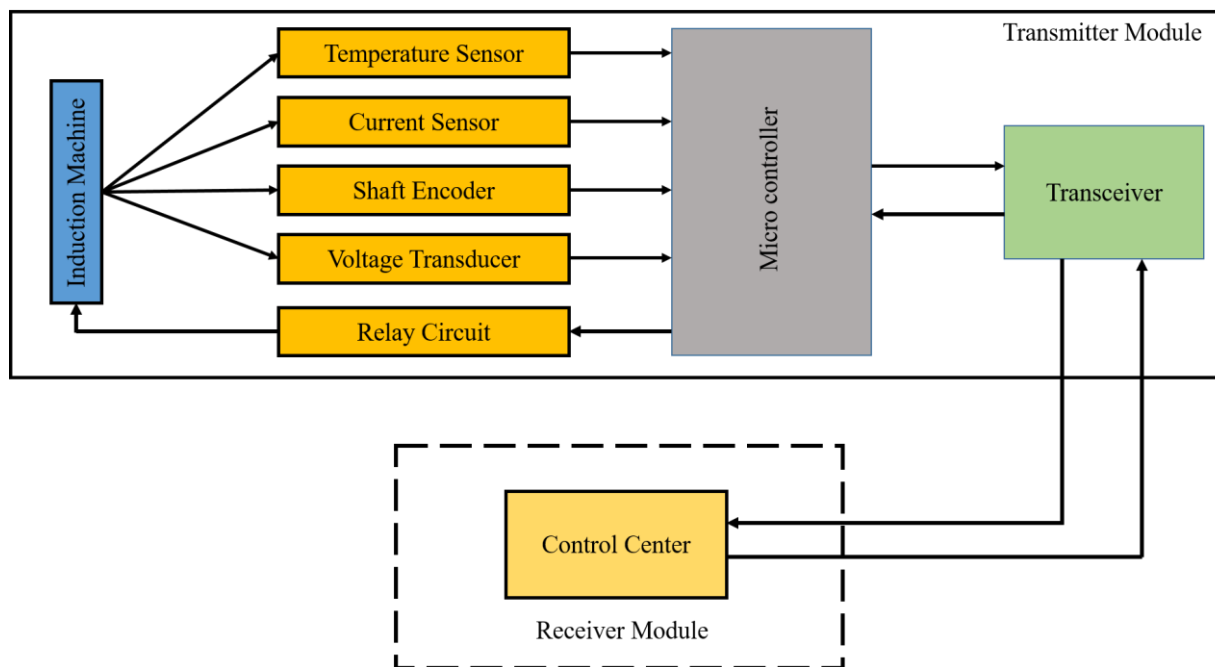 Transmitter Module
Induction Machine
Temperature Sensor
Current Sensor
Shaft Encoder
Voltage Transducer
Relay Circuit
Micro controller
Transceiver
Control Center
Receiver Module